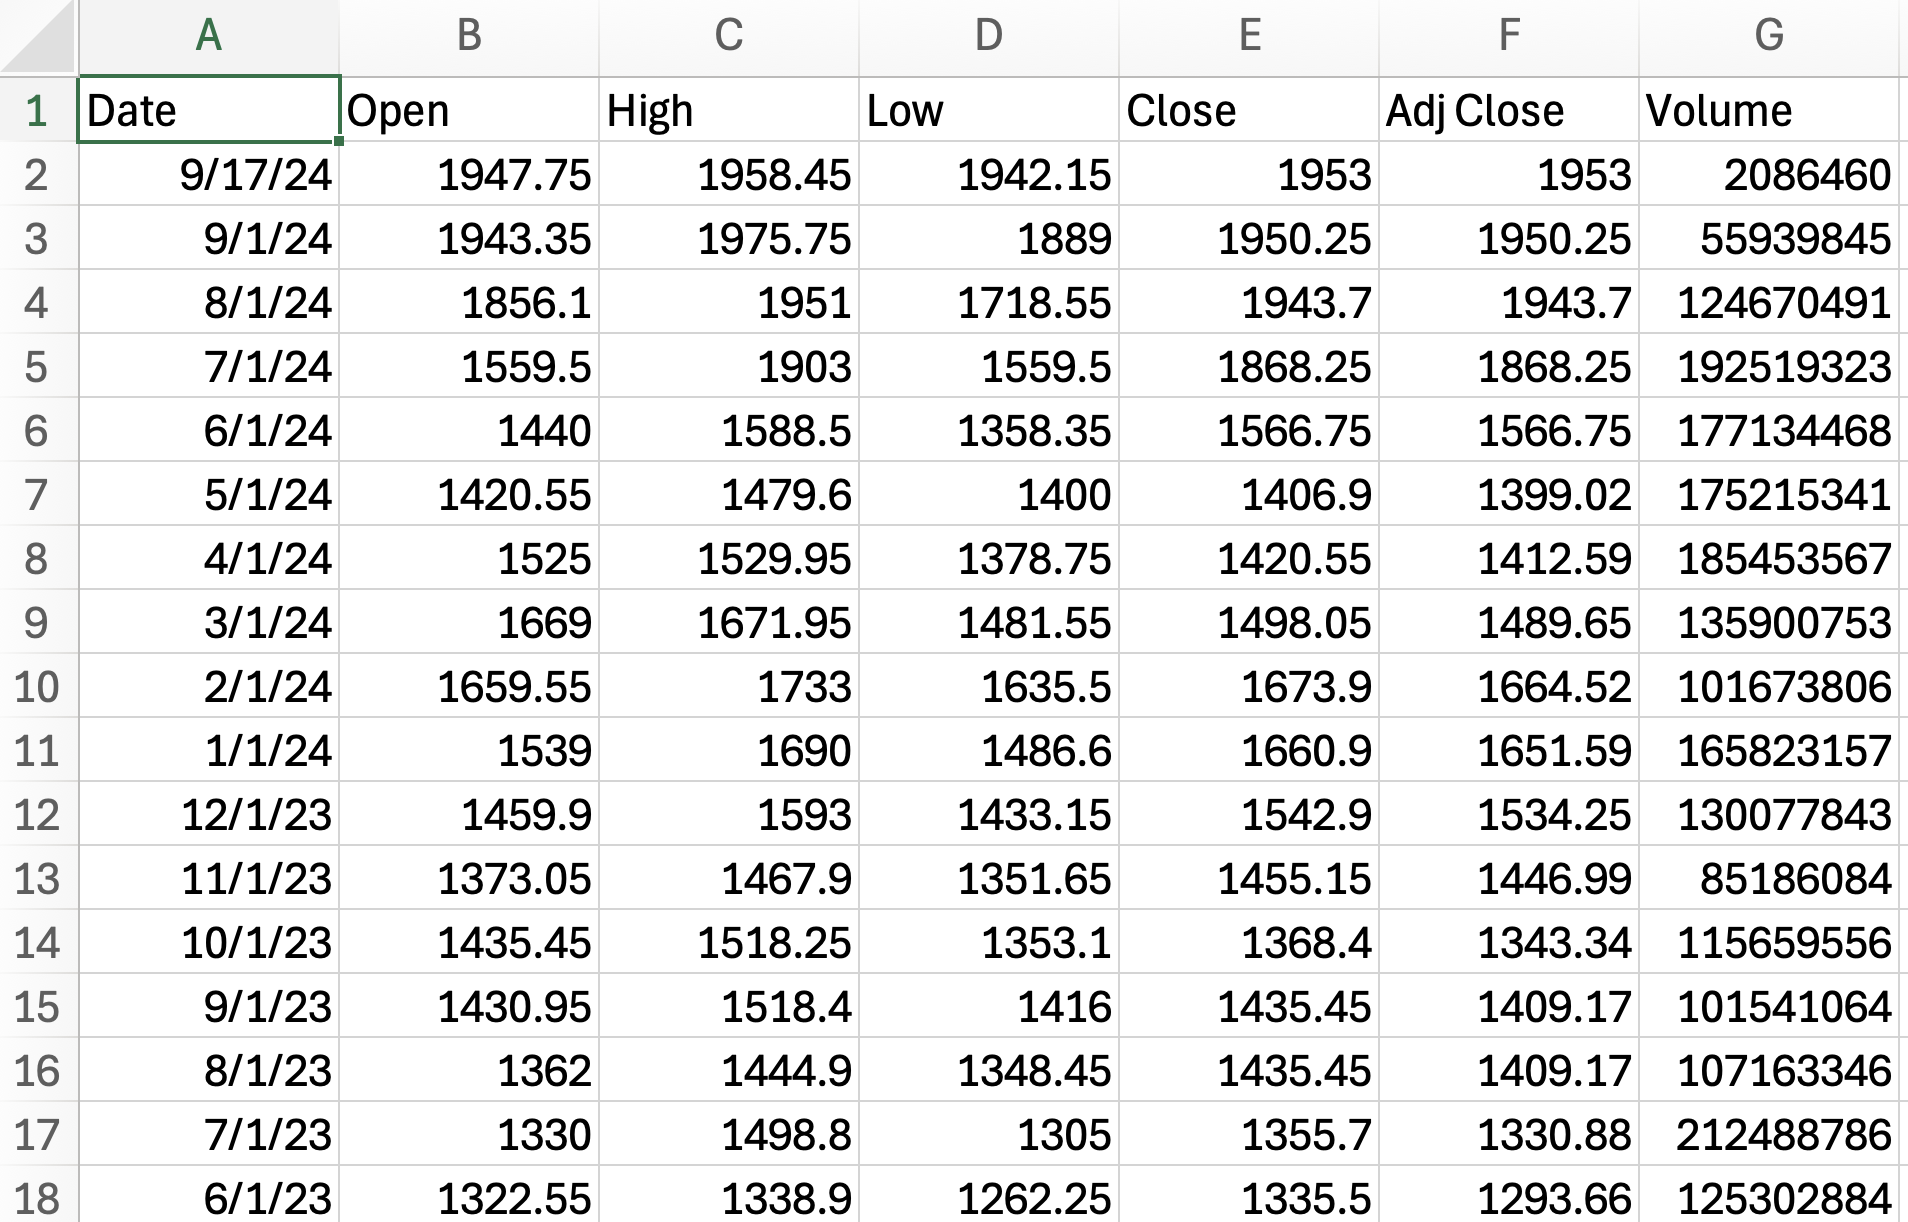 A B C D E F G
1 Date Open High Low Close Adj Close Volume
2 9/17/24 1947.75 1958.45 1942.15 1953 1953 2086460
3 9/1/24 1943.35 1975.75 1889 1950.25 1950.25 55939845
4 8/1/24 1856.1 1951 1718.55 1943.7 1943.7 124670491
5 7/1/24 1559.5 1903 1559.5 1868.25 1868.25 192519323
6 6/1/24 1440 1588.5 1358.35 1566.75 1566.75 177134468
7 5/1/24 1420.55 1479.6 1400 1406.9 1399.02 175215341
8 4/1/24 1525 1529.95 1378.75 1420.55 1412.59 185453567
9 3/1/24 1669 1671.95 1481.55 1498.05 1489.65 135900753
10 2/1/24 1659.55 1733 1635.5 1673.9 1664.52 101673806
11 1/1/24 1539 1690 1486.6 1660.9 1651.59 165823157
12 12/1/23 1459.9 1593 1433.15 1542.9 1534.25 130077843
13 11/1/23 1373.05 1467.9 1351.65 1455.15 1446.99 85186084
14 10/1/23 1435.45 1518.25 1353.1 1368.4 1343.34 115659556
15 9/1/23 1430.95 1518.4 1416 1435.45 1409.17 101541064
16 8/1/23 1362 1444.9 1348.45 1435.45 1409.17 107163346
17 7/1/23 1330 1498.8 1305 1355.7 1330.88 212488786
18 6/1/23 1322.55 1338.9 1262.25 1335.5 1293.66 125302884